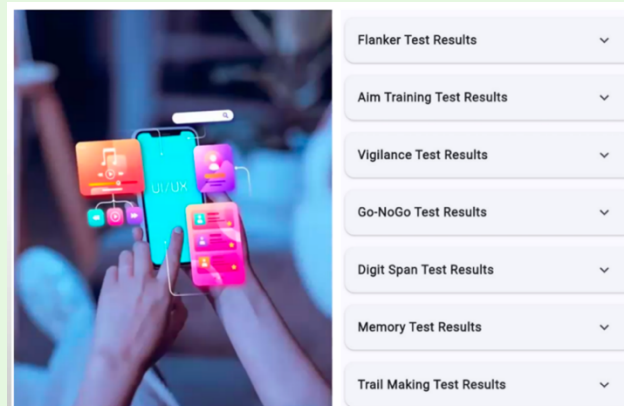 UI/UX
Flanker Test Results
Aim Training Test Results
Vigilance Test Results
Go-NoGo Test Results
Digit Span Test Results
Memory Test Results
Trail Making Test Results